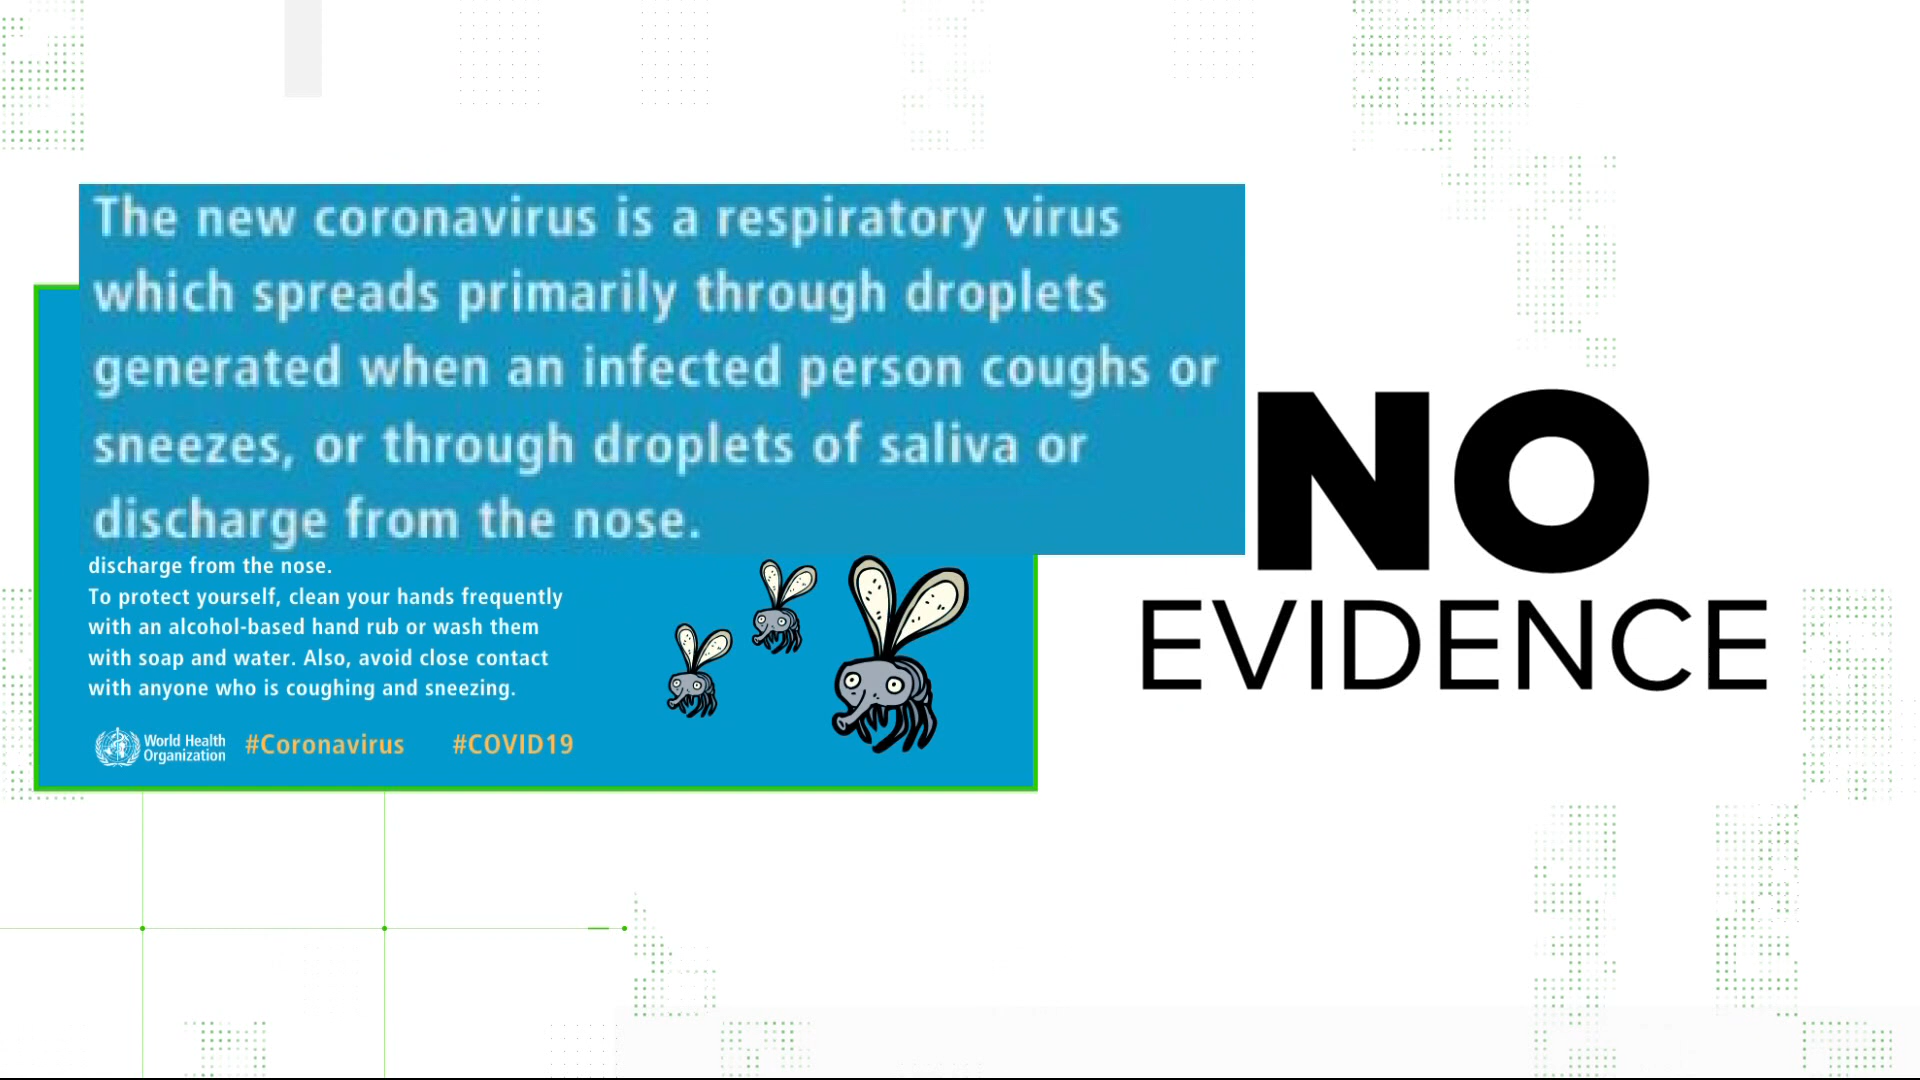 The new coronavirus is a respiratory virus
which spreads primarily through droplets
generated when an infected person coughs or
sneezes, or through droplets of saliva or
discharge from the nose.
discharge from the nose.
To protect yourself, clean your hands frequently
with an alcohol-based hand rub or wash them
with soap and water. Also, avoid close contact
with anyone who is coughing and sneezing.
World Health
Organization
#Coronavirus
#COVID19
NO
EVIDENCE